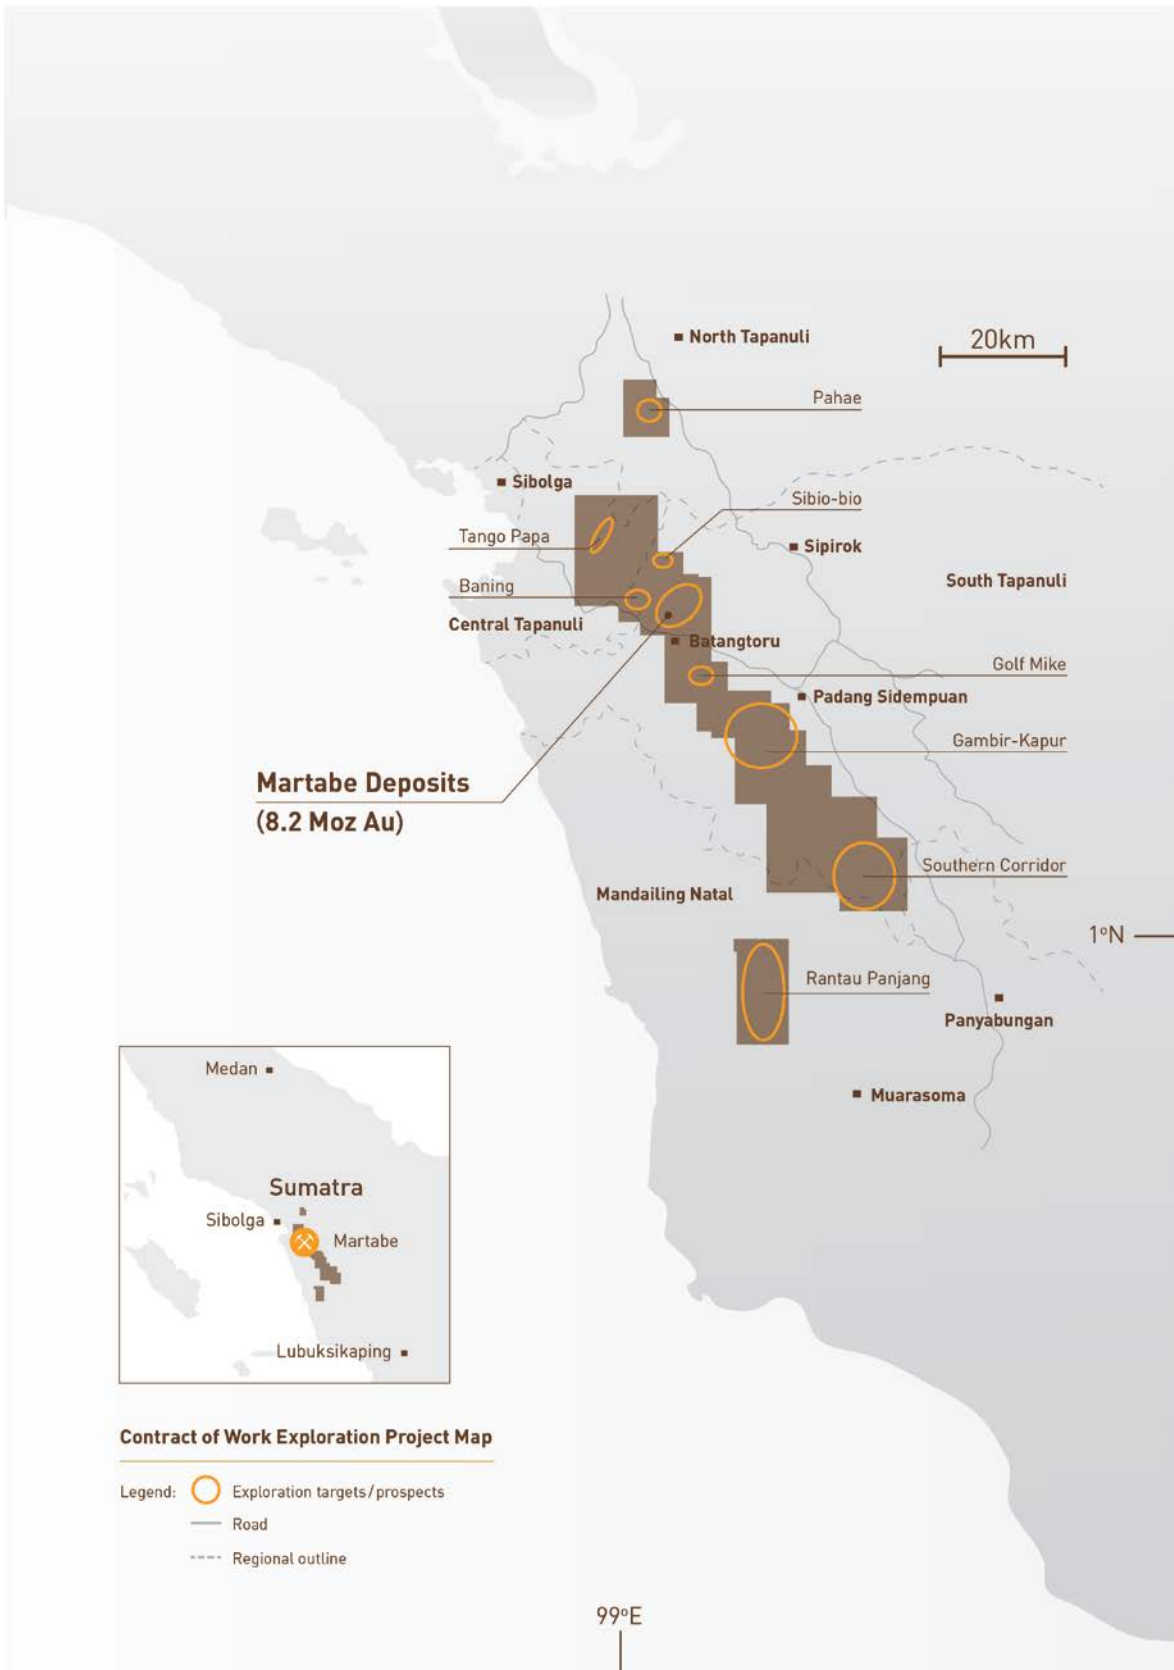 North Tapanuli
20km
Pahae
Sibolga
Sibio-bio
Tango Papa
Sipirok
Baning
South Tapanuli
Central Tapanuli
Batangtoru
Golf Mike
Padang Sidempuan
Gambir-Kapur
Martabe Deposits
(8.2 Moz Au)
Southern Corridor
Mandailing Natal
1ºN
Rantau Panjang
Panyabungan
Muarasoma
Medan
Sumatra
Sibolga
Martabe
Lubuksikaping
Contract of Work Exploration Project Map
Legend:
Exploration targets/prospects
Road
Regional outline
99ºE